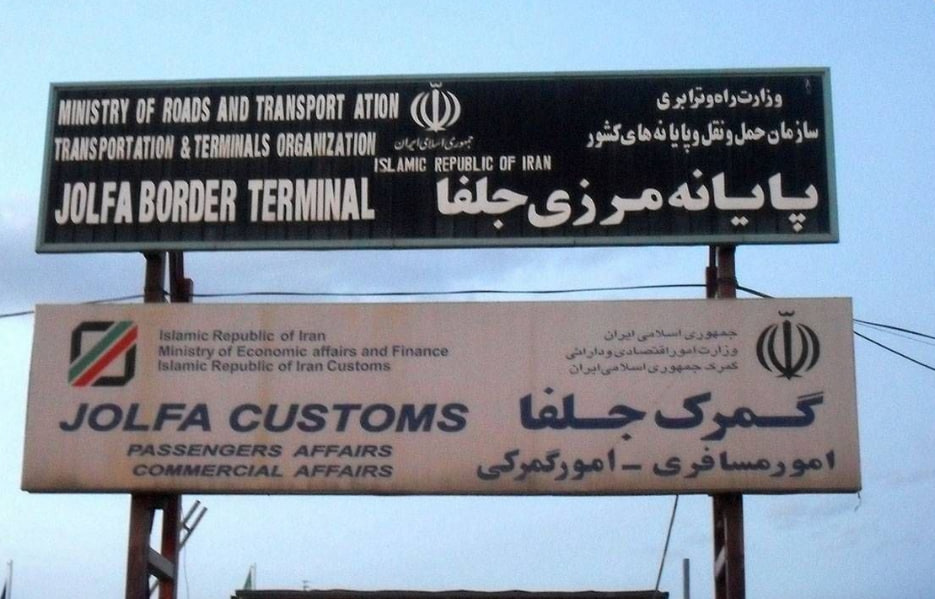 MINISTRY OF ROADS AND TRANSPORT ATION
TRANSPORTATION & TERMINALS ORGANIZATION
JOLFA BORDER TERMINAL
جمهوری اسلامی ایران
ISLAMIC REPUBLIC OF IRAN
وزارت راه و ترابری
سازمان حمل و نقل و پایانه های کشور
پایانه مرزی جلفا
Islamic Republic of Iran
Ministry of Economic affairs and Finance
Islamic Republic of Iran Customs
JOLFA CUSTOMS
PASSENGERS AFFAIRS
COMMERCIAL AFFAIRS
جمهوری اسلامی ایران
وزارت امور اقتصادی و دارائی
گمرک جمهوری اسلامی ایران
گمرک جلفا
امور مسافری - امور گمرکی